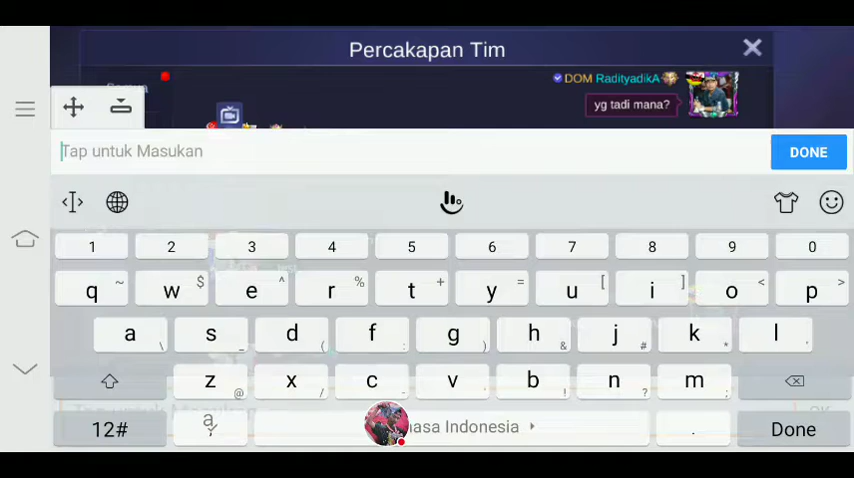 Percakapan Tim
DOM RadityadikA
yg tadi mana?
Tap untuk Masukan
DONE
1 2 3 4 5 6 7 8 9 0
q ~ w $ e ^ r % t + y = u [ i ] o < p >
a \ s _ d ( f : g ) h & j # k * l '
z @ x / c - v b ! n ? m ;
12# a , asa Indonesia . Done